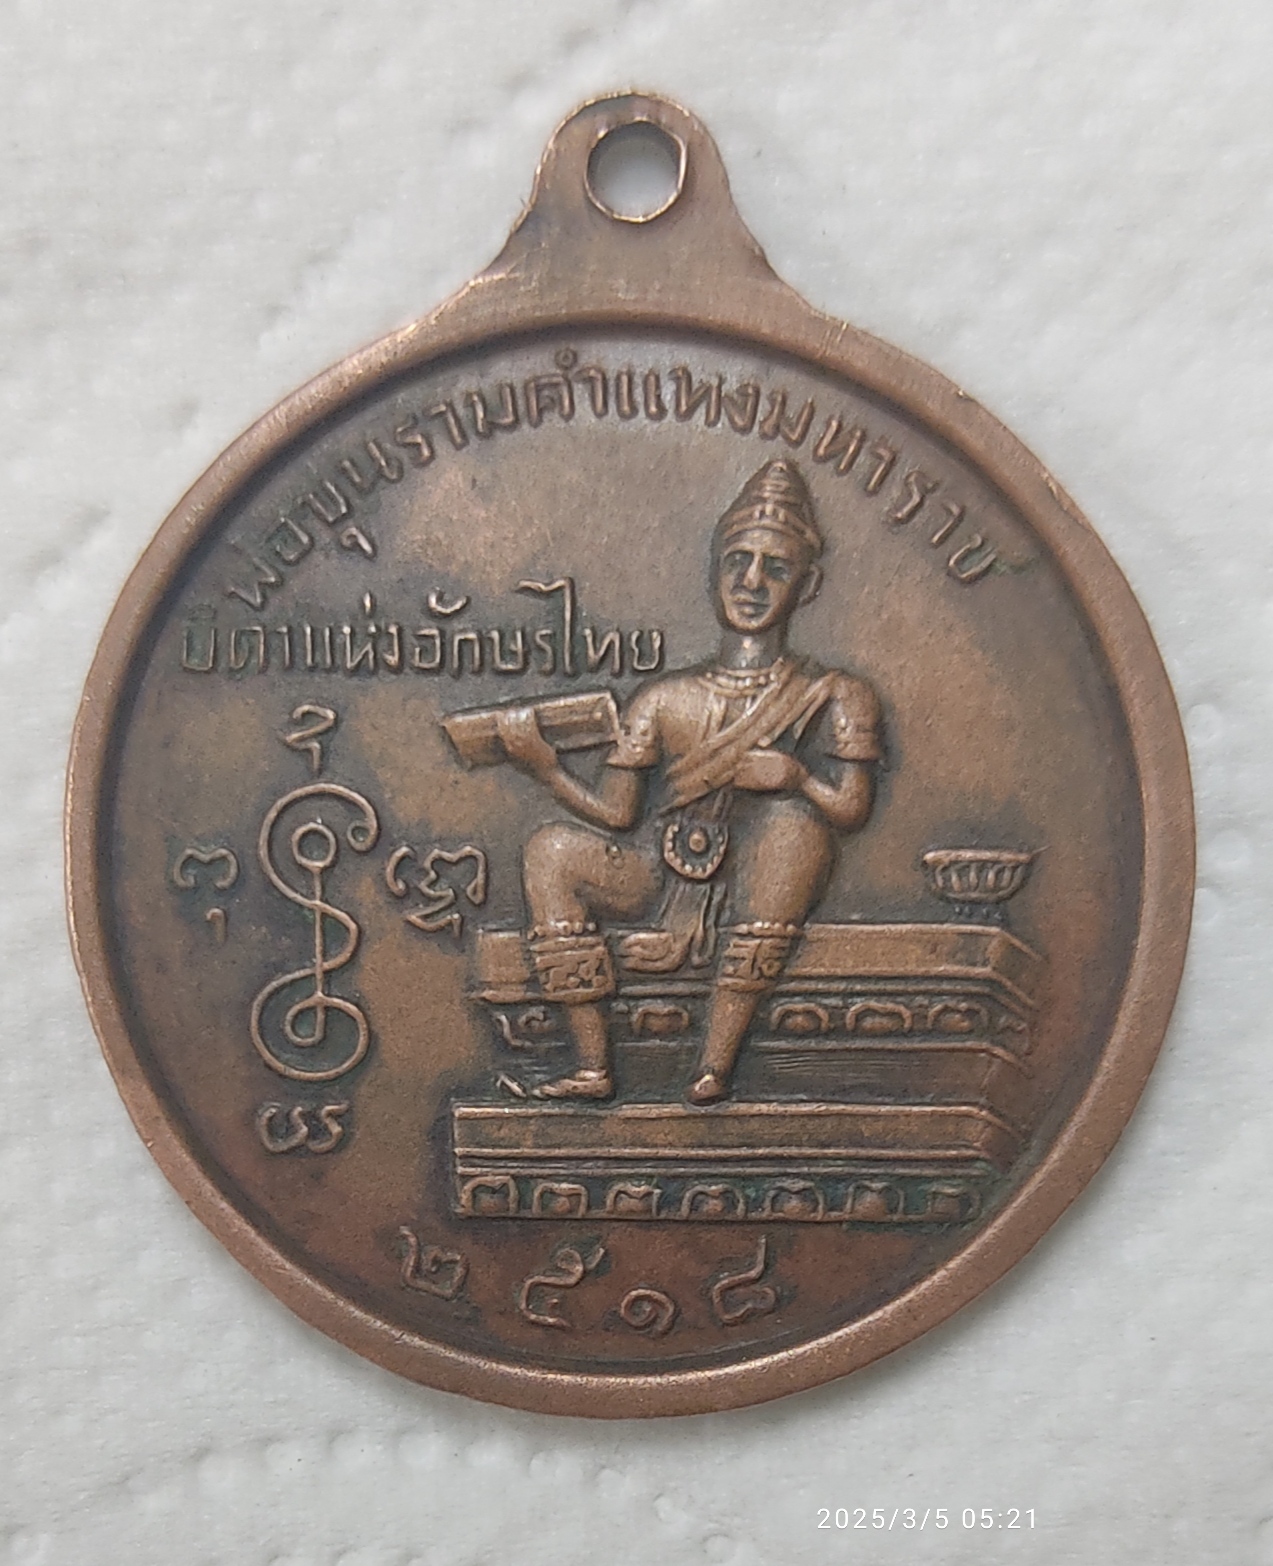 พ่อขุนรามคำแหงมหาราช
บิดาแห่งอักษรไทย
๒๕๑๘
2025/3/5 05:21